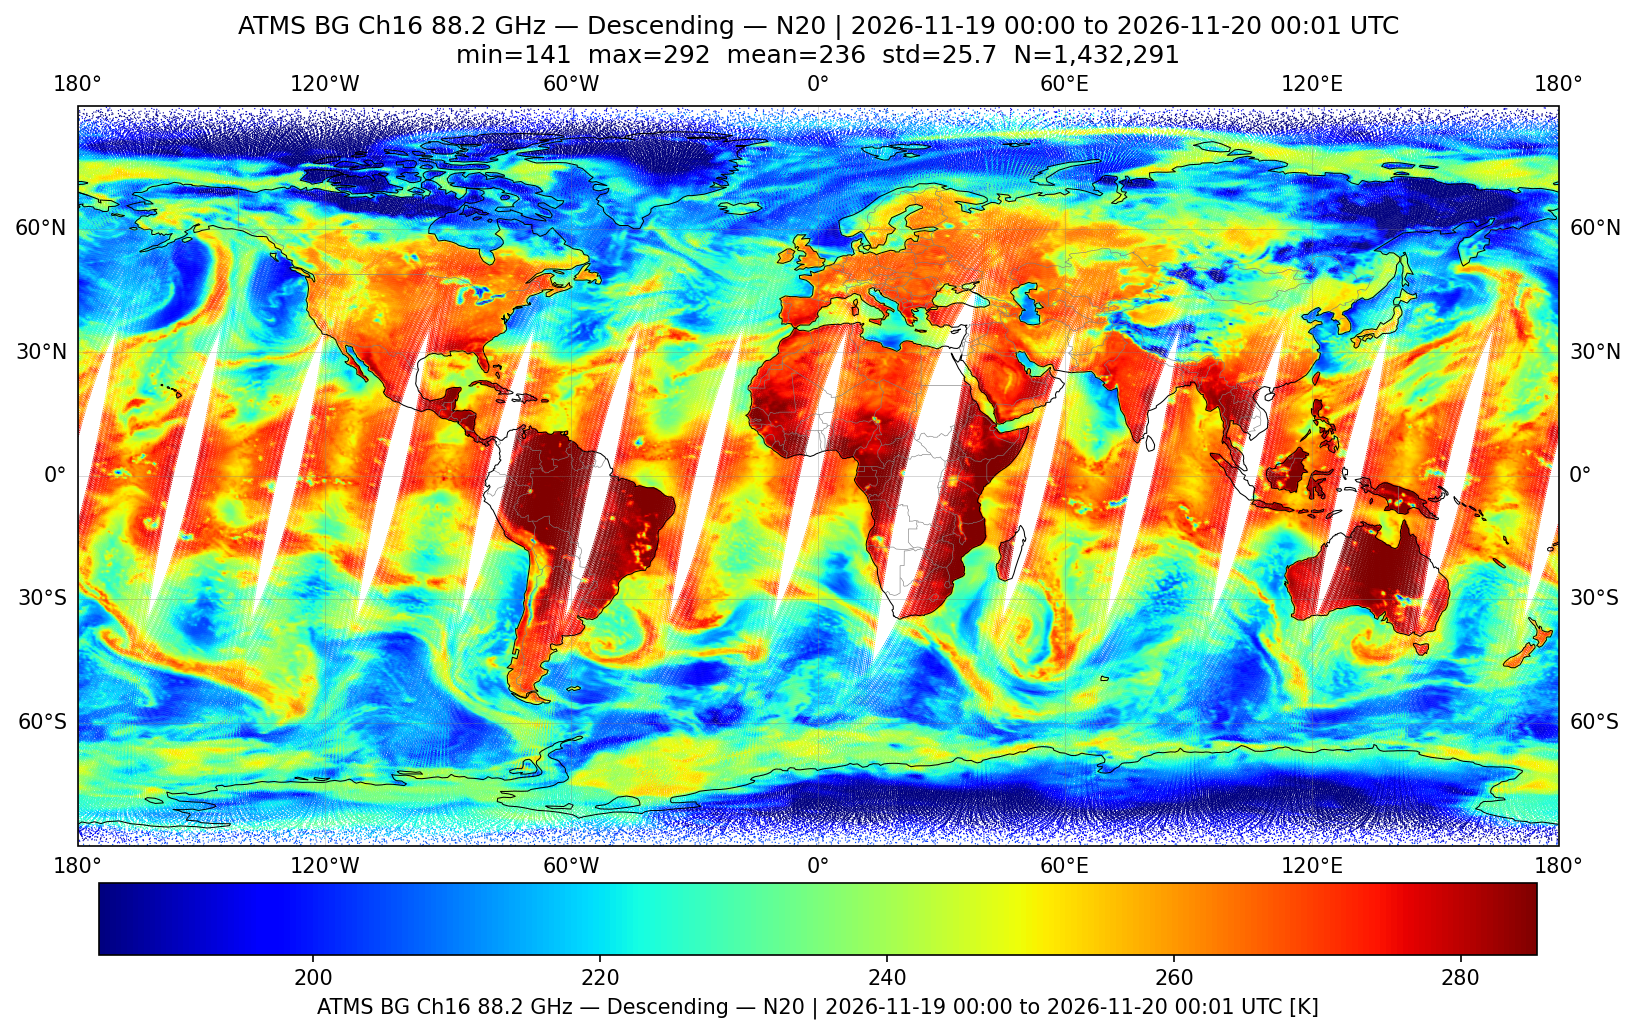 ATMS BG Ch16 88.2 GHz — Descending — N20 | 2026-11-19 00:00 to 2026-11-20 00:01 UTC
min=141  max=292  mean=236  std=25.7  N=1,432,291
180° 120°W 60°W 0° 60°E 120°E 180°
60°N 60°N
30°N 30°N
0° 0°
30°S 30°S
60°S 60°S
180° 120°W 60°W 0° 60°E 120°E 180°
200 220 240 260 280
ATMS BG Ch16 88.2 GHz — Descending — N20 | 2026-11-19 00:00 to 2026-11-20 00:01 UTC [K]